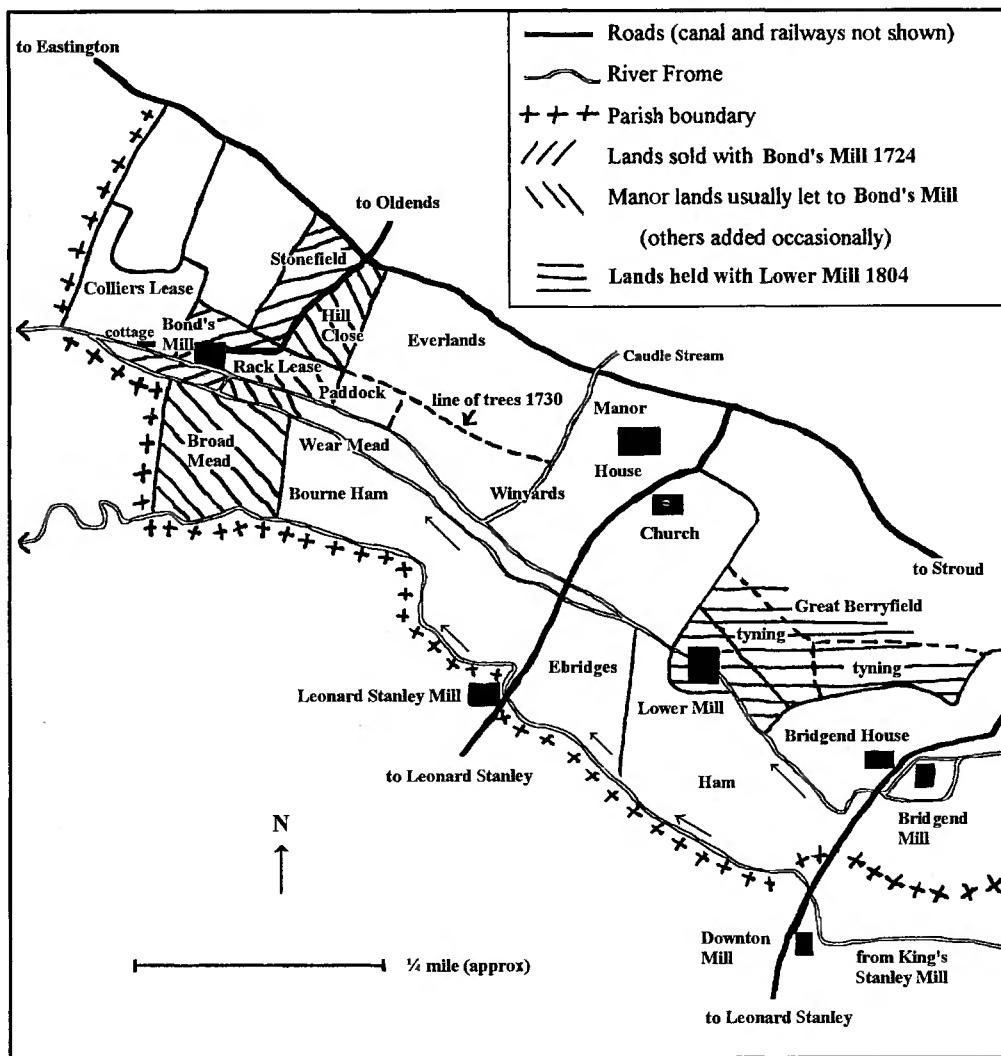 to Eastington
Roads (canal and railways not shown)
River Frome
Parish boundary
Lands sold with Bond's Mill 1724
Manor lands usually let to Bond's Mill
(others added occasionally)
Lands held with Lower Mill 1804
to Oldends
Stonefield
Colliers Lease
Hill
Close
Bond's
Mill
cottage
Everlands
Rack Lease
Caudle Stream
Paddock
line of trees 1730
Manor
House
Broad
Mead
Wear Mead
Winyards
Bourne Ham
Church
to Stroud
Great Berryfield
tyning
Ebridges
tyning
Leonard Stanley Mill
Lower Mill
Bridgend House
to Leonard Stanley
Ham
Bridgend
Mill
N
Downton
Mill
¼ mile (approx)
from King's
Stanley Mill
to Leonard Stanley